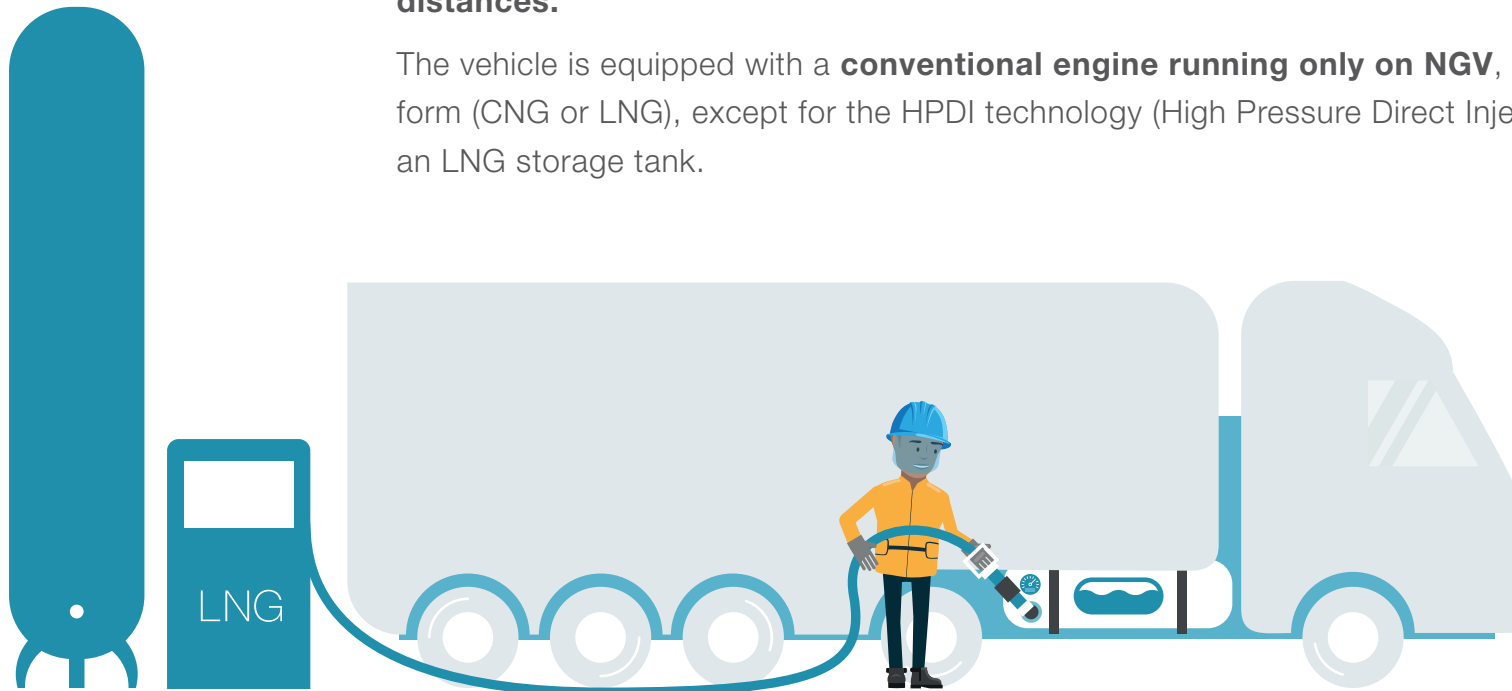 distances.
The vehicle is equipped with a conventional engine running only on NGV,
form (CNG or LNG), except for the HPDI technology (High Pressure Direct Inje
an LNG storage tank.
LNG